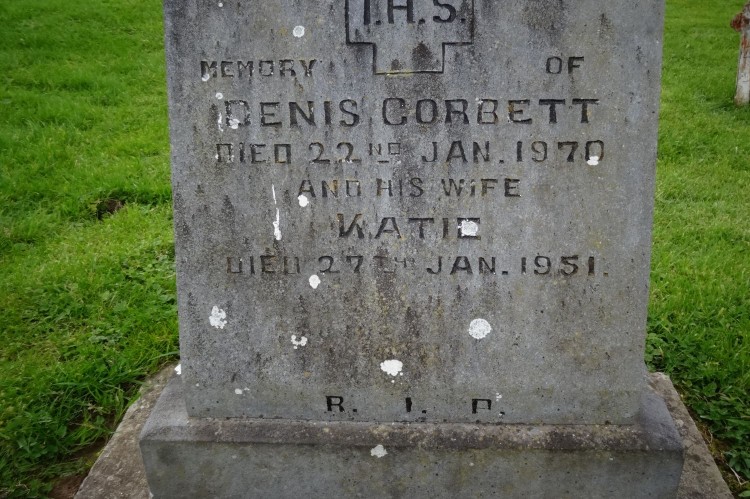 I.H.S.
MEMORY OF
DENIS CORBETT
DIED 22ND JAN. 1970
AND HIS WIFE
KATIE
DIED 27TH JAN. 1951.
R. I. P.